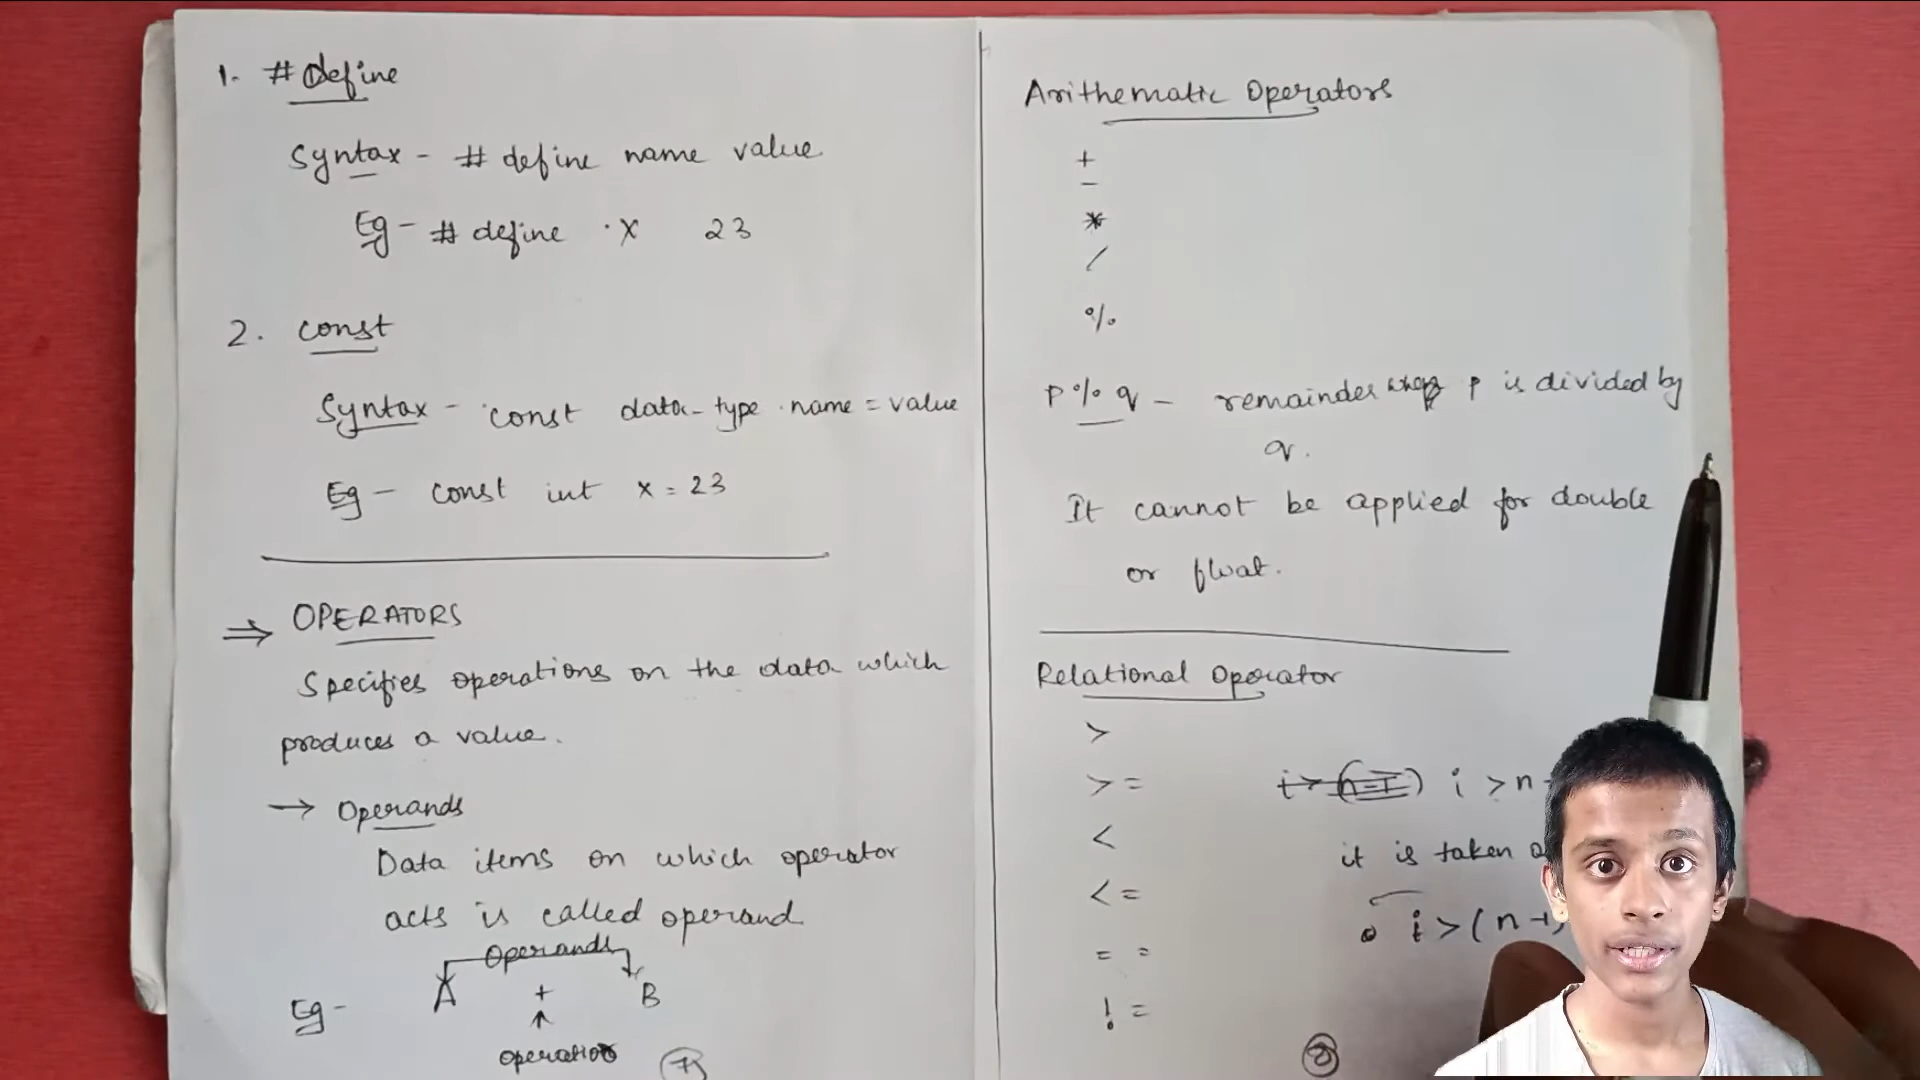 1. # Define
Syntax - # define name value
Eg - # define X 23
2. const
Syntax - const data-type name = value
Eg - const int x = 23
⇒ OPERATORS
Specifies operations on the data which
produces a value.
→ Operands
Data items on which operator
acts is called operand
Operands
Eg - A + B
↑
7
Arithematic Operators
+
-
*
/
%
P % q - remainder p is divided by
q.
It cannot be applied for double
or float.
Relational Operator
>
>= i > n-
< it is taken
<= i > (n-1)
= =
! =
8